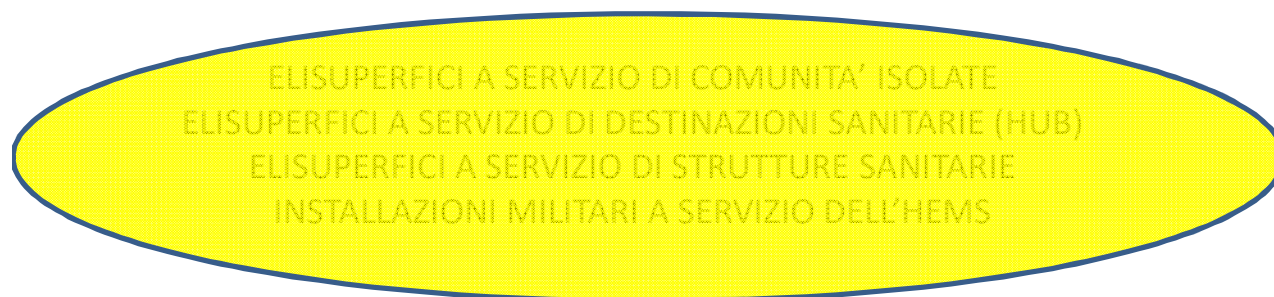 ELISUPERFICI A SERVIZIO DI COMUNITA’ ISOLATE
ELISUPERFICI A SERVIZIO DI DESTINAZIONI SANITARIE (HUB)
ELISUPERFICI A SERVIZIO DI STRUTTURE SANITARIE
INSTALLAZIONI MILITARI A SERVIZIO DELL’HEMS